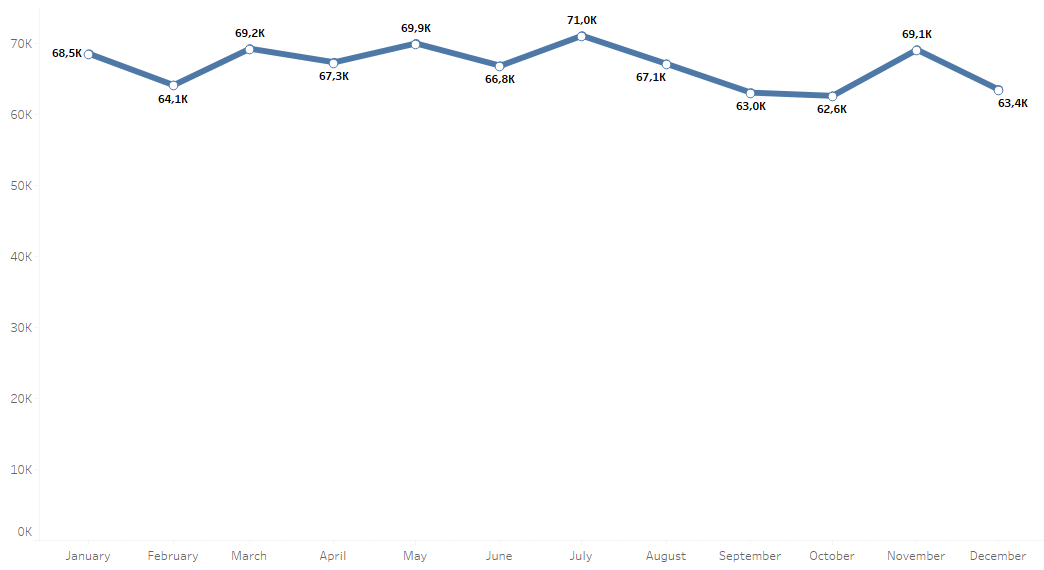 70K
60K
50K
40K
30K
20K
10K
0K
68,5K
64,1K
69,2K
67,3K
69,9K
66,8K
71,0K
67,1K
63,0K
62,6K
69,1K
63,4K
January February March April May June July August September October November December